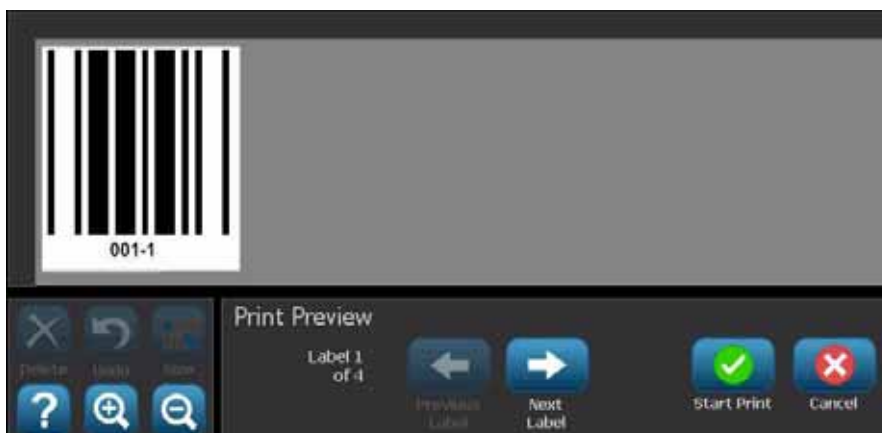 001-1
Print Preview
Label 1
of 4
Delete
Undo
Previous
Label
Next
Label
Start Print
Cancel
?